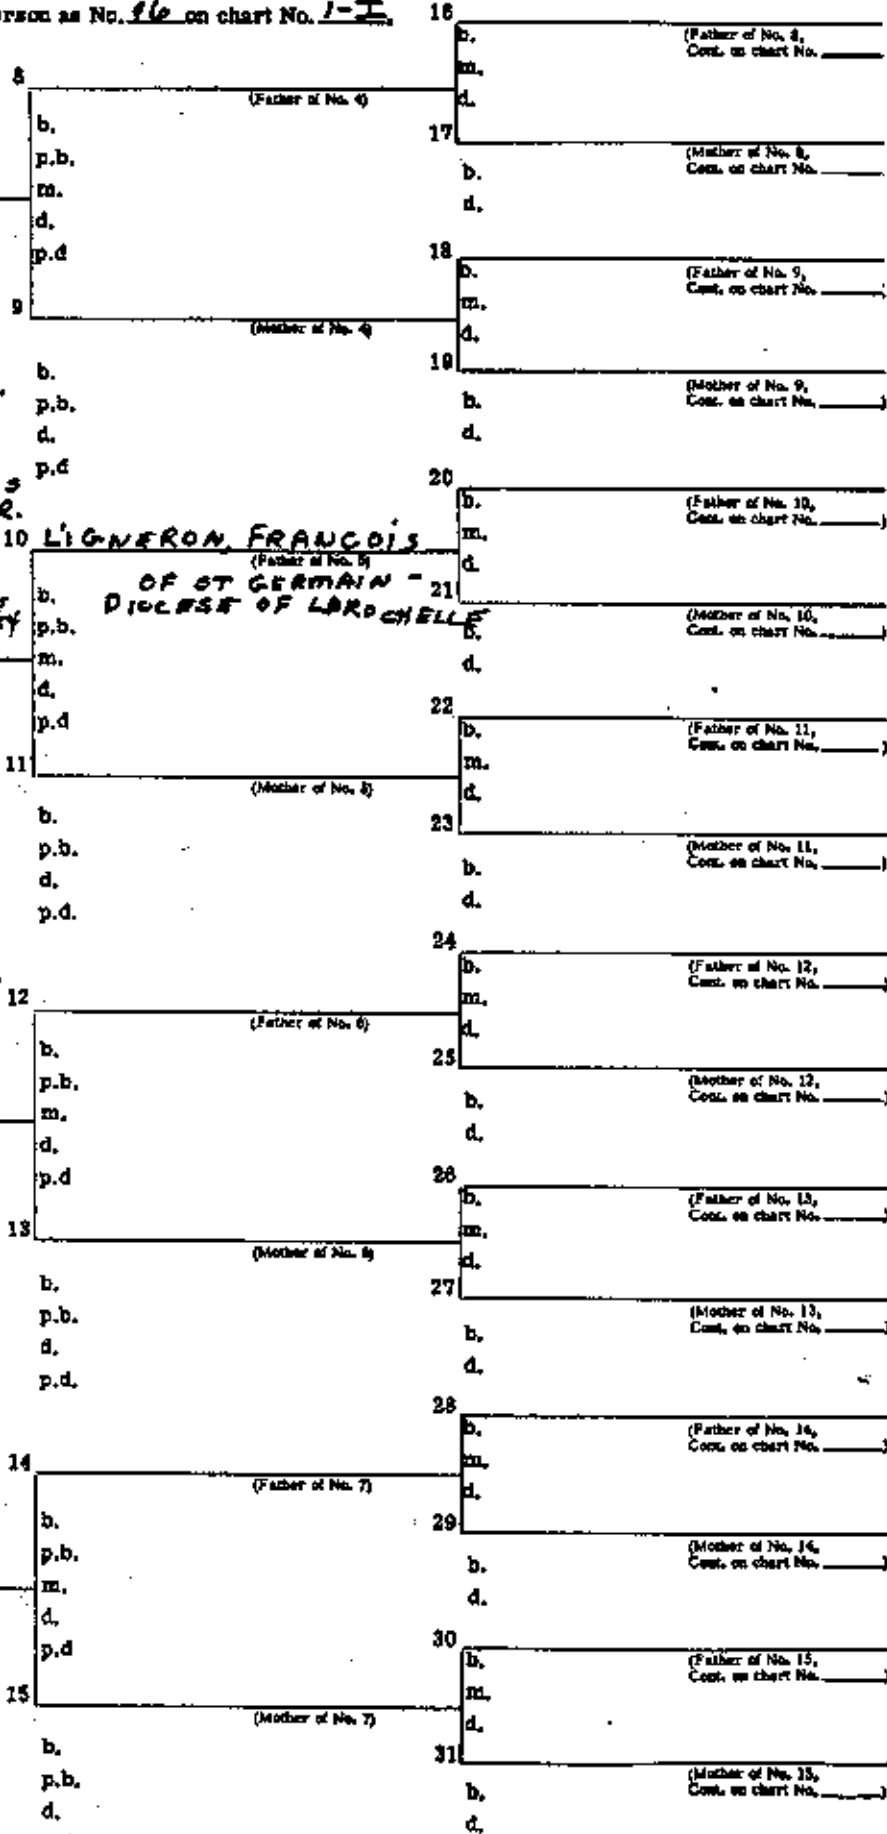 erson as No. 16 on chart No. 1-I.
16
b. (Father of No. 8,
m. Cont. on chart No.
8
(Father of No. 4)
d.
b.
17
p.b. (Mother of No. 8,
b. Cont. on chart No.
m.
d. d.
p.d
18
b. (Father of No. 9,
Cont. on chart No.
9 m.
(Mother of No. 4) d.
19
b. (Mother of No. 9,
p.b. b. Cont. on chart No.
d. d.
p.d
20
b. (Father of No. 10,
R. Cont. on chart No.
10 L'IGNERON, FRANÇOIS m.
(Father of No. 5) d.
OF ST GERMAIN -
21
b. DIOCESE OF LAROCHELLE
p.b. b. (Mother of No. 10,
Cont. on chart No.
m. d.
d.
22
p.d b. (Father of No. 11,
Cont. on chart No.
11 m.
(Mother of No. 5) d.
b. 23
p.b. (Mother of No. 11,
b. Cont. on chart No.
d.
p.d. d.
24
b. (Father of No. 12,
12 Cont. on chart No.
m.
(Father of No. 6) d.
b. 25
p.b. (Mother of No. 12,
b. Cont. on chart No.
m.
d. d.
p.d 26
b. (Father of No. 13,
Cont. on chart No.
13 m.
(Mother of No. 6) d.
b. 27
p.b. (Mother of No. 13,
b. Cont. on chart No.
d.
p.d. d.
28
b. (Father of No. 14,
Cont. on chart No.
14 m.
(Father of No. 7) d.
b. 29
p.b. (Mother of No. 14,
b. Cont. on chart No.
m.
d. d.
p.d 30
b. (Father of No. 15,
Cont. on chart No.
15 m.
(Mother of No. 7) d.
b. 31
p.b. (Mother of No. 15,
b. Cont. on chart No.
d.
d.